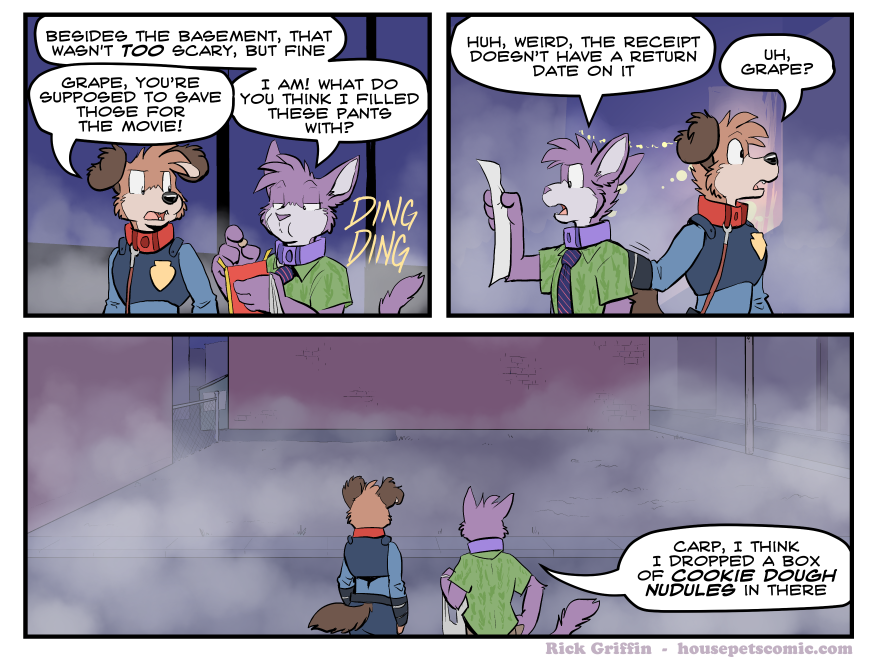 BESIDES THE BASEMENT, THAT
WASN'T TOO SCARY, BUT FINE
GRAPE, YOU'RE
SUPPOSED TO SAVE
THOSE FOR
THE MOVIE!
I AM! WHAT DO
YOU THINK I FILLED
THESE PANTS
WITH?
DING
DING
HUH, WEIRD, THE RECEIPT
DOESN'T HAVE A RETURN
DATE ON IT
UH,
GRAPE?
CARP, I THINK
I DROPPED A BOX
OF COOKIE DOUGH
NUDULES IN THERE
Rick Griffin - housepetscomic.com